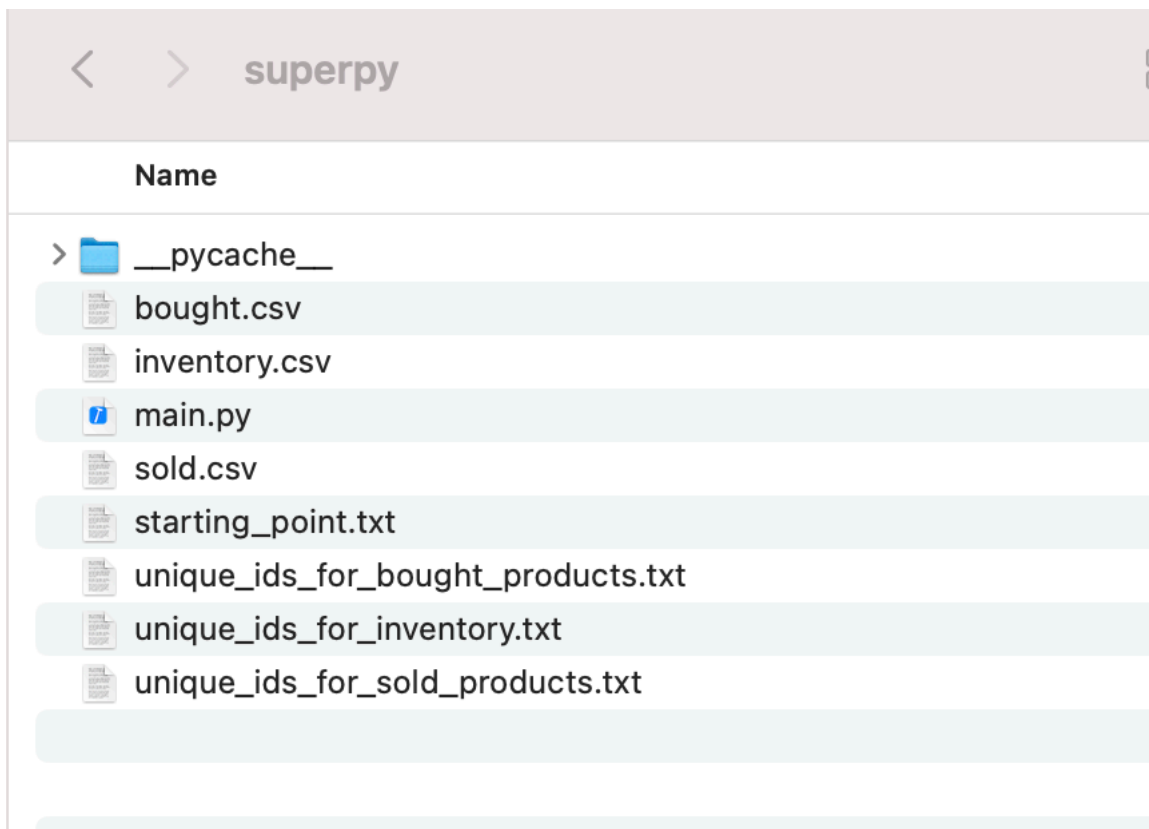 superpy
Name
__pycache__
bought.csv
inventory.csv
main.py
sold.csv
starting_point.txt
unique_ids_for_bought_products.txt
unique_ids_for_inventory.txt
unique_ids_for_sold_products.txt